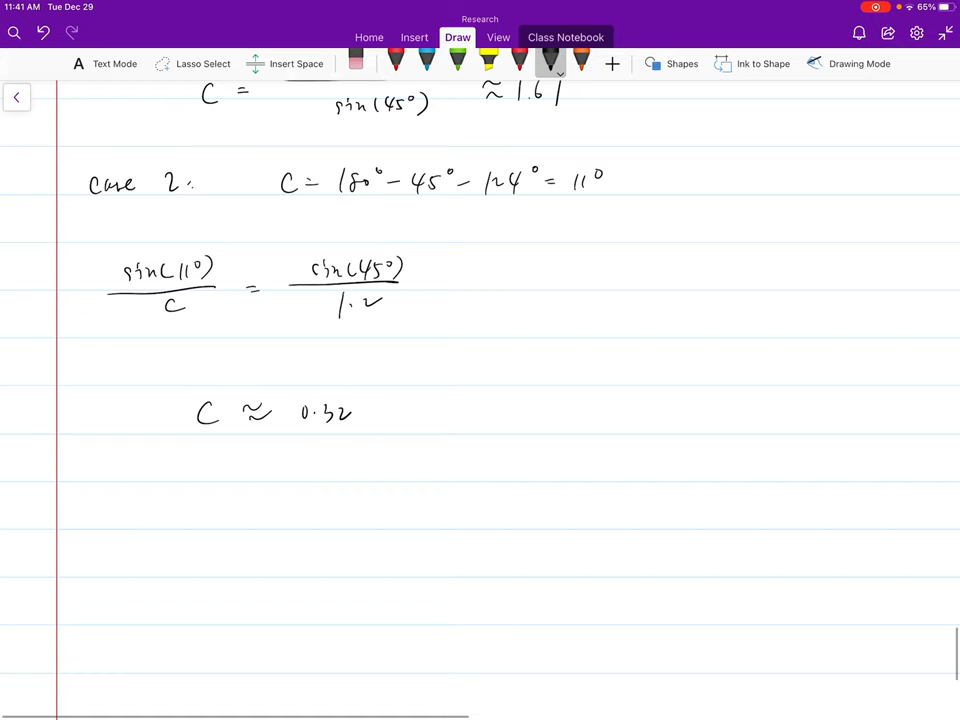 11:41 AM Tue Dec 29
65%
Research
Home Insert Draw View Class Notebook
A Text Mode Lasso Select Insert Space + Shapes Ink to Shape Drawing Mode
C = sin(45°) ≈ 1.61
Case 2: C = 180° - 45° - 124° = 11°
sin(11°) / C = sin(45°) / 1.2
C ≈ 0.32